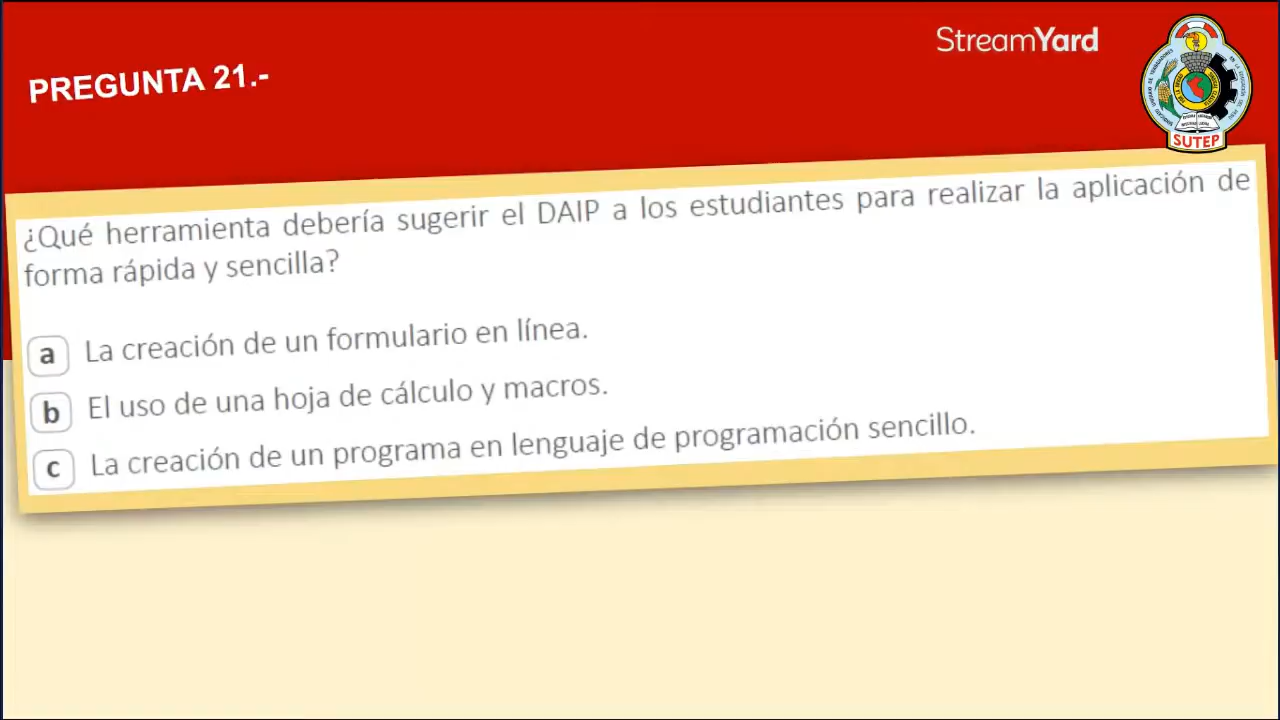 StreamYard
PREGUNTA 21.-
SUTEP
¿Qué herramienta debería sugerir el DAIP a los estudiantes para realizar la aplicación de
forma rápida y sencilla?
a La creación de un formulario en línea.
b El uso de una hoja de cálculo y macros.
c La creación de un programa en lenguaje de programación sencillo.